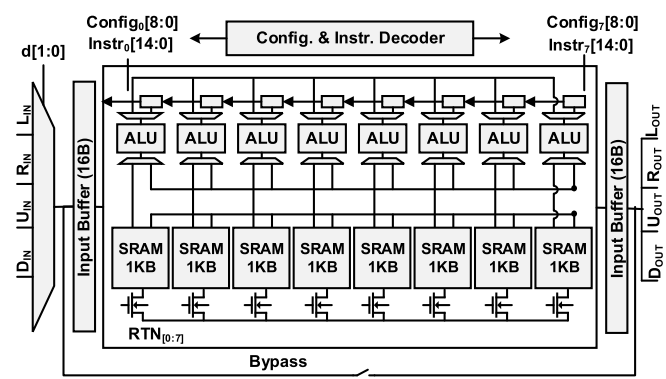 Config₀[8:0]
Instr₀[14:0]
Config. & Instr. Decoder
Config₇[8:0]
Instr₇[14:0]
d[1:0]
L_IN
R_IN
U_IN
D_IN
Input Buffer (16B)
ALU ALU ALU ALU ALU ALU ALU ALU
SRAM SRAM SRAM SRAM SRAM SRAM SRAM SRAM
1KB 1KB 1KB 1KB 1KB 1KB 1KB 1KB
RTN[0:7]
Input Buffer (16B)
L_OUT
R_OUT
U_OUT
D_OUT
Bypass